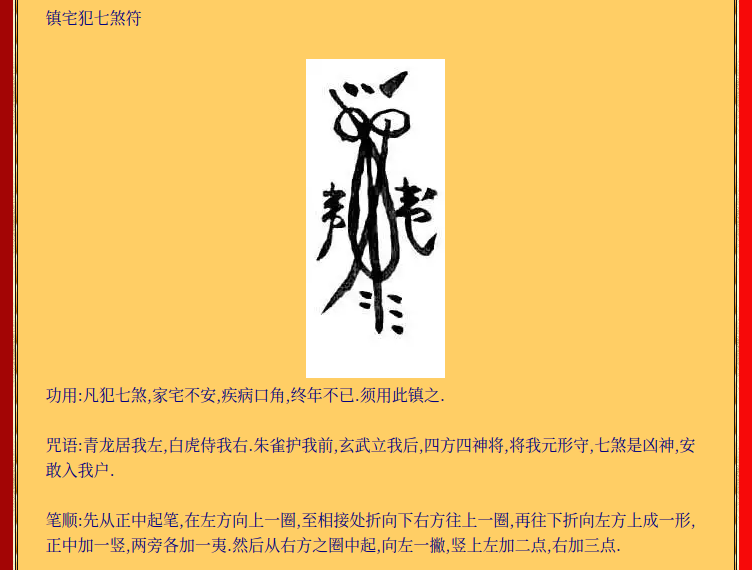 镇宅犯七煞符
功用:凡犯七煞,家宅不安,疾病口角,终年不已.须用此镇之.
咒语:青龙居我左,白虎侍我右.朱雀护我前,玄武立我后,四方四神将,将我元形守,七煞是凶神,安
敢入我户.
笔顺:先从正中起笔,在左方向上一圈,至相接处折向下右方往上一圈,再往下折向左方上成一形,
正中加一竖,两旁各加一夷.然后从右方之圈中起,向左一撇,竖上左加二点,右加三点.